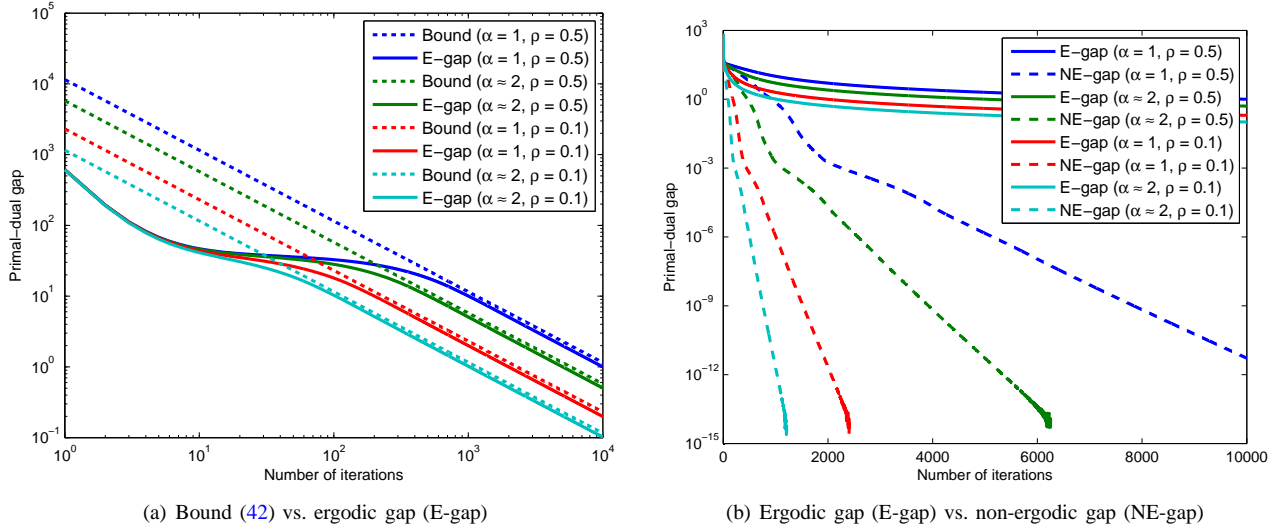 10^5
10^4
10^3
10^2
10^1
10^0
10^-1
Primal-dual gap
Bound (α = 1, ρ = 0.5)
E-gap (α = 1, ρ = 0.5)
Bound (α ≈ 2, ρ = 0.5)
E-gap (α ≈ 2, ρ = 0.5)
Bound (α = 1, ρ = 0.1)
E-gap (α = 1, ρ = 0.1)
Bound (α ≈ 2, ρ = 0.1)
E-gap (α ≈ 2, ρ = 0.1)
10^0 10^1 10^2 10^3 10^4
Number of iterations
(a) Bound (42) vs. ergodic gap (E-gap)
10^3
10^0
10^-3
10^-6
10^-9
10^-12
10^-15
Primal-dual gap
E-gap (α = 1, ρ = 0.5)
NE-gap (α = 1, ρ = 0.5)
E-gap (α ≈ 2, ρ = 0.5)
NE-gap (α ≈ 2, ρ = 0.5)
E-gap (α = 1, ρ = 0.1)
NE-gap (α = 1, ρ = 0.1)
E-gap (α ≈ 2, ρ = 0.1)
NE-gap (α ≈ 2, ρ = 0.1)
0 2000 4000 6000 8000 10000
Number of iterations
(b) Ergodic gap (E-gap) vs. non-ergodic gap (NE-gap)